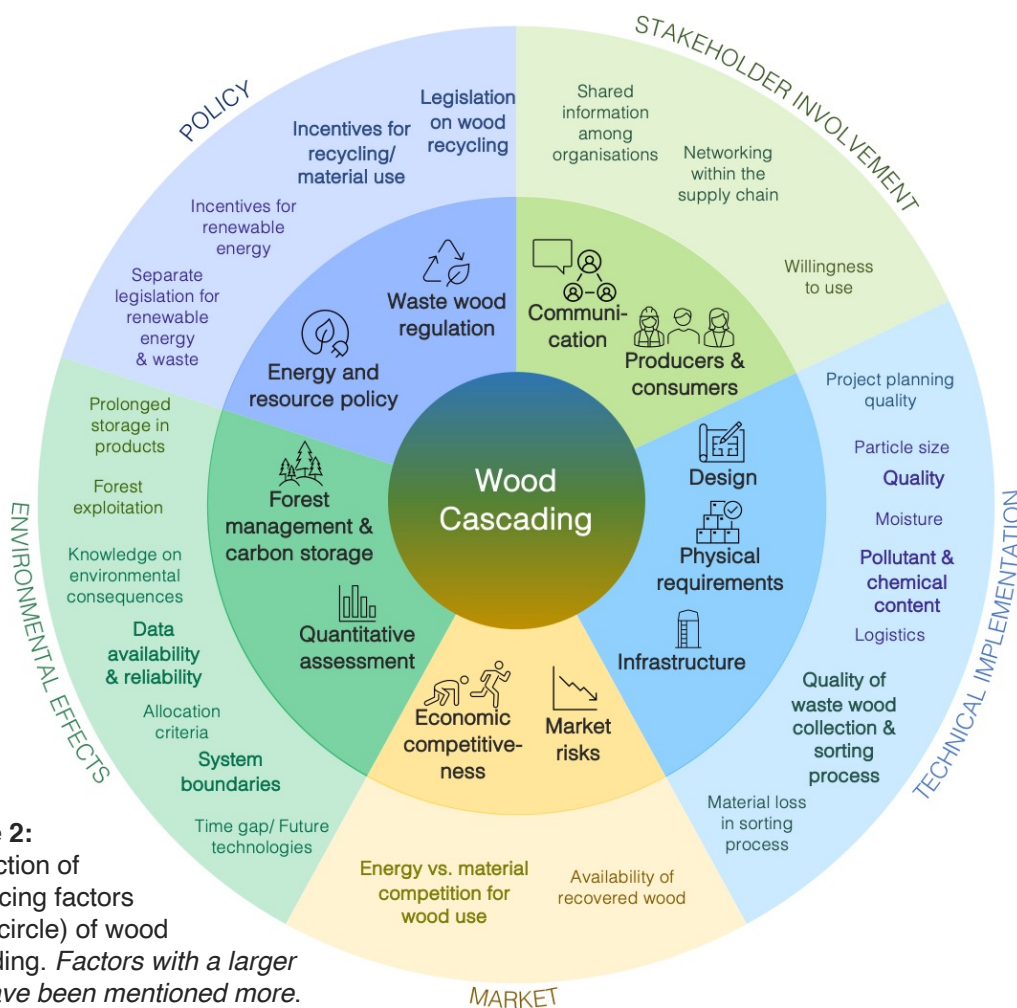 POLICY
Legislation
on wood
recycling
Incentives for
recycling/
material use
Incentives for
renewable
energy
Separate
legislation for
renewable
energy
& waste
Waste wood
regulation
Energy and
resource policy
STAKEHOLDER INVOLVEMENT
Shared
information
among
organisations
Networking
within the
supply chain
Willingness
to use
Communi-
cation
Producers &
consumers
Wood
Cascading
TECHNICAL IMPLEMENTATION
Project planning
quality
Particle size
Quality
Moisture
Pollutant &
chemical
content
Logistics
Quality of
waste wood
collection &
sorting
process
Material loss
in sorting
process
Design
Physical
requirements
Infrastructure
ENVIRONMENTAL EFFECTS
Prolonged
storage in
products
Forest
exploitation
Knowledge on
environmental
consequences
Data
availability
& reliability
Allocation
criteria
System
boundaries
Time gap/ Future
technologies
Forest
management &
carbon storage
Quantitative
assessment
Economic
competitive-
ness
Market
risks
Energy vs. material
competition for
wood use
Availability of
recovered wood
MARKET
2:
of
factors
circle) of wood
Factors with a larger
have been mentioned more.